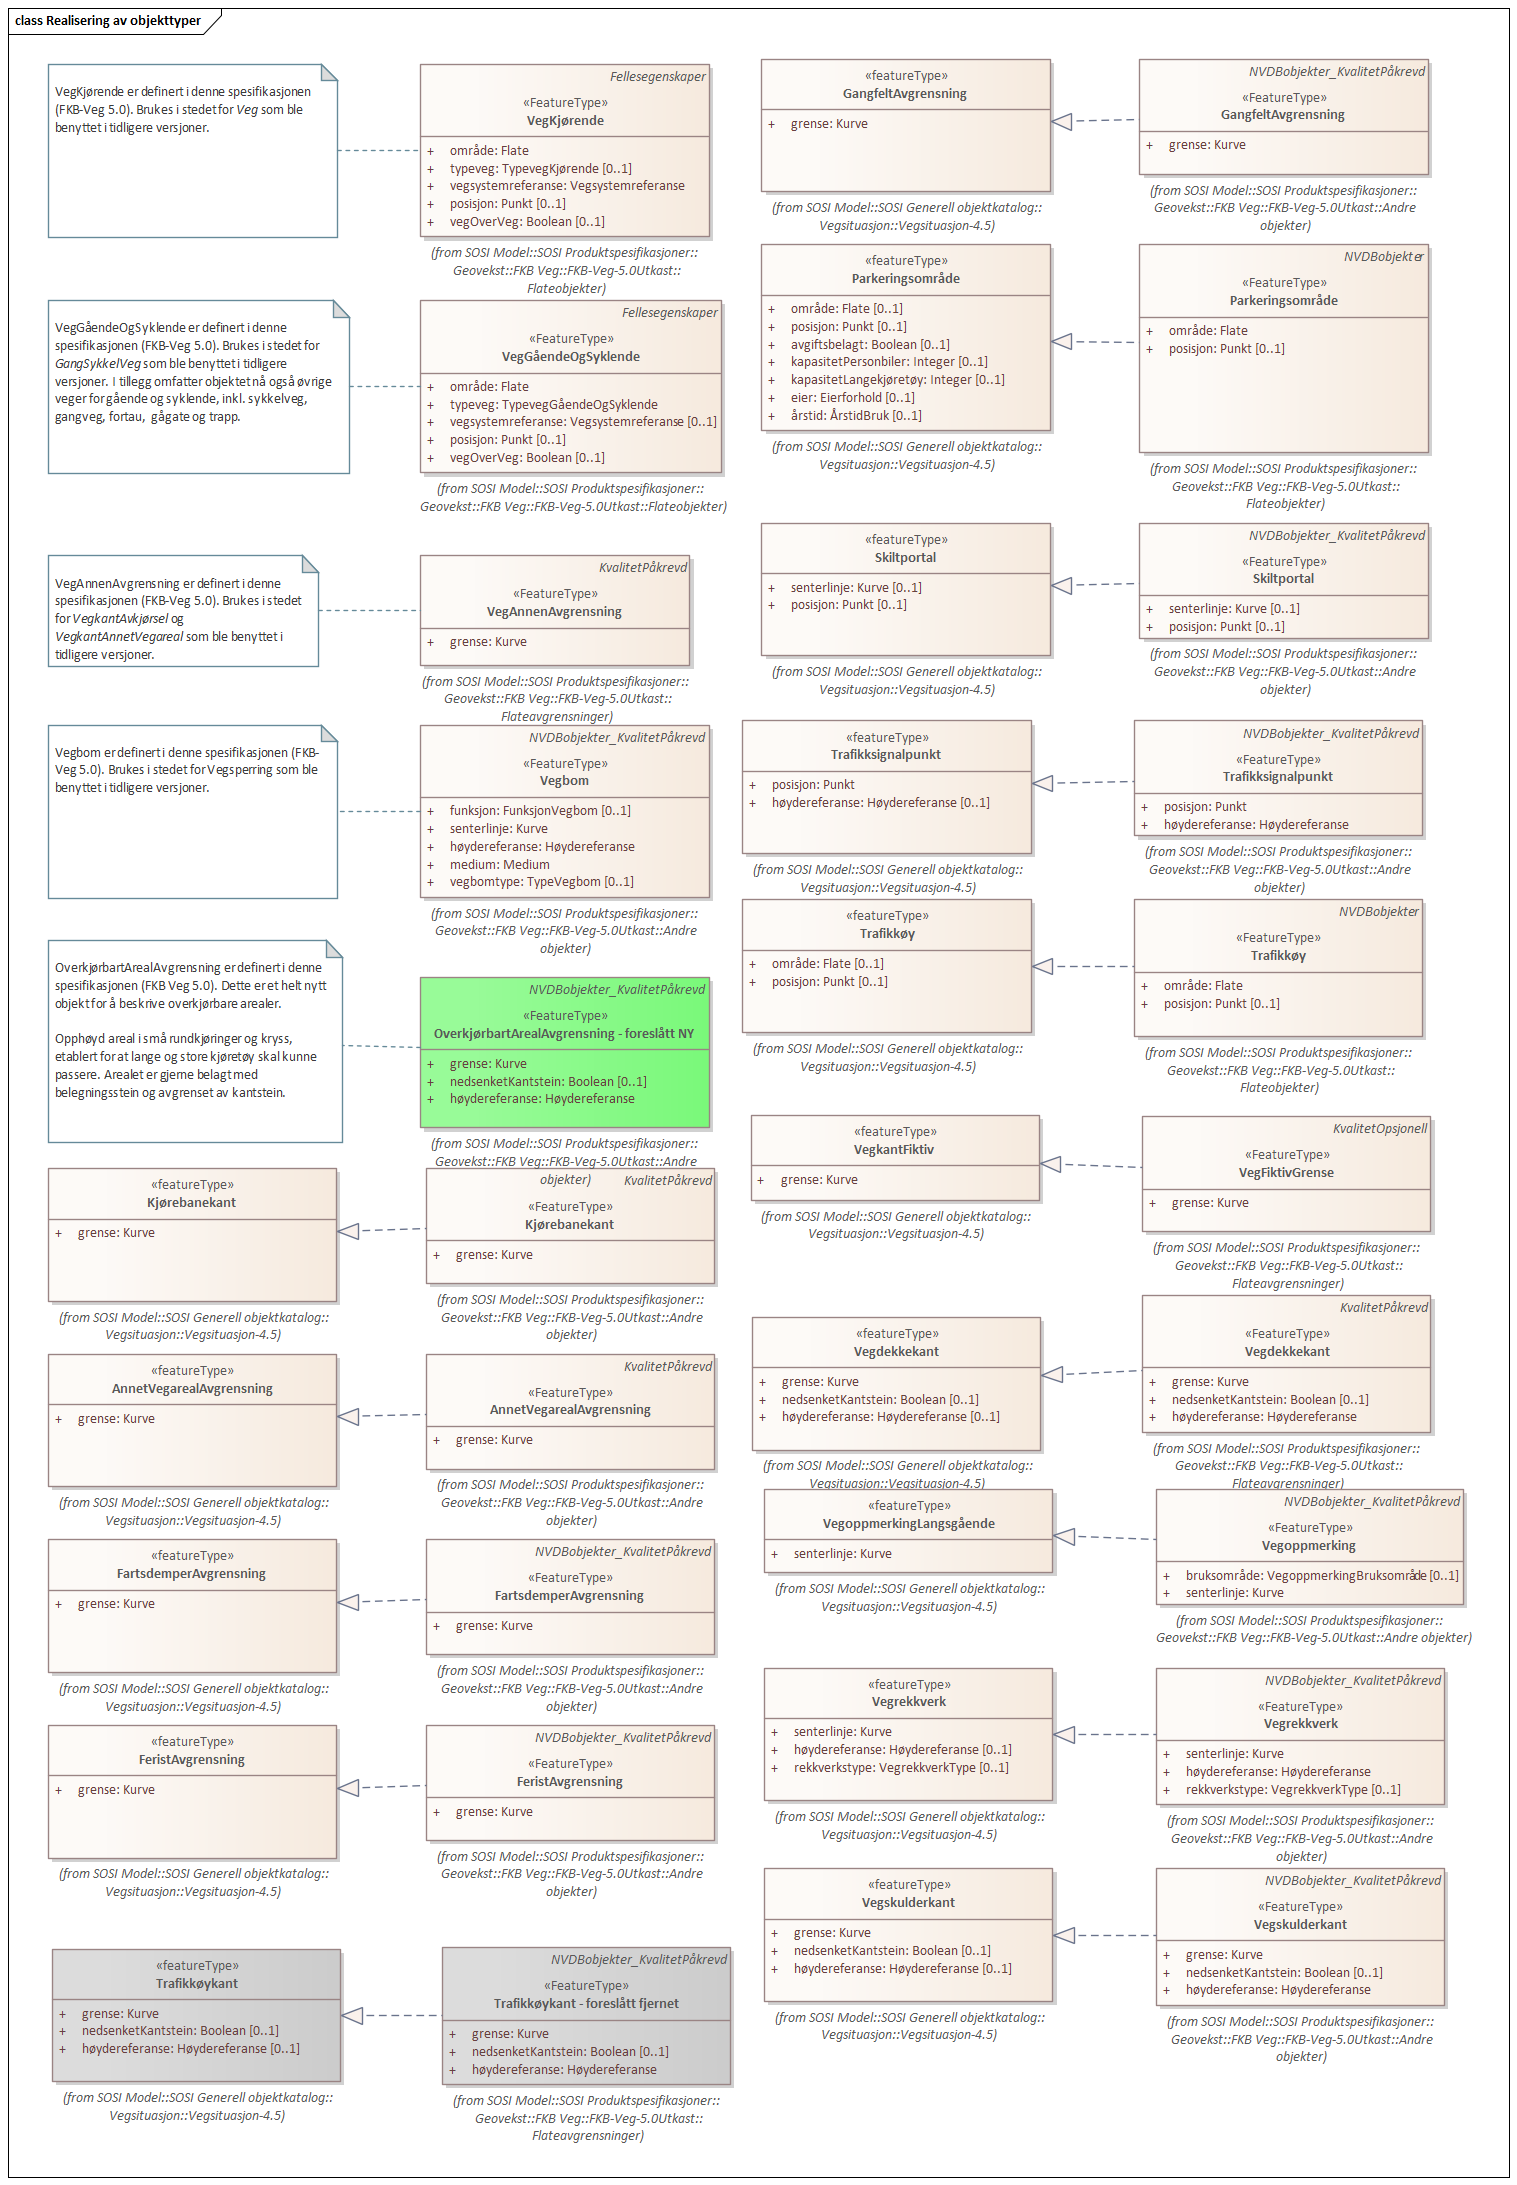 class Realisering av objekttyper
VegKjørende er definert i denne spesifikasjonen
(FKB-Veg 5.0). Brukes i stedet for Veg som ble
benyttet i tidligere versjoner.
Fellesegenskaper
«FeatureType»
VegKjørende
+ område: Flate
+ typeveg: TypevegKjørende [0..1]
+ vegsystemreferanse: Vegsystemreferanse
+ posisjon: Punkt [0..1]
+ vegOverVeg: Boolean [0..1]
(from SOSI Model::SOSI Produktspesifikasjoner::
Geovekst::FKB Veg::FKB-Veg-5.0Utkast::
Flateobjekter)
VegGåendeOgSyklende er definert i denne
spesifikasjonen (FKB-Veg 5.0). Brukes i stedet for
GangSykkelVeg som ble benyttet i tidligere
versjoner. I tillegg omfatter objektet nå også øvrige
veger for gående og syklende, inkl. sykkelveg,
gangveg, fortau, gågate og trapp.
Fellesegenskaper
«FeatureType»
VegGåendeOgSyklende
+ område: Flate
+ typeveg: TypevegGåendeOgSyklende
+ vegsystemreferanse: Vegsystemreferanse [0..1]
+ posisjon: Punkt [0..1]
+ vegOverVeg: Boolean [0..1]
(from SOSI Model::SOSI Produktspesifikasjoner::
Geovekst::FKB Veg::FKB-Veg-5.0Utkast::Flateobjekter)
VegAnnenAvgrensning er definert i denne
spesifikasjonen (FKB-Veg 5.0). Brukes i stedet
for VegkantAvkjørsel og
VegkantAnnetVegareal som ble benyttet i
tidligere versjoner.
KvalitetPåkrevd
«FeatureType»
VegAnnenAvgrensning
+ grense: Kurve
(from SOSI Model::SOSI Produktspesifikasjoner::
Geovekst::FKB Veg::FKB-Veg-5.0Utkast::
Flateavgrensninger)
Vegbom er definert i denne spesifikasjonen (FKB-
Veg 5.0). Brukes i stedet for Vegsperring som ble
benyttet i tidligere versjoner.
NVDBobjekter_KvalitetPåkrevd
«FeatureType»
Vegbom
+ funksjon: FunksjonVegbom [0..1]
+ senterlinje: Kurve
+ høydereferanse: Høydereferanse
+ medium: Medium
+ vegbomtype: TypeVegbom [0..1]
(from SOSI Model::SOSI Produktspesifikasjoner::
Geovekst::FKB Veg::FKB-Veg-5.0Utkast::Andre
objekter)
OverkjørbartArealAvgrensning er definert i denne
spesifikasjonen (FKB Veg 5.0). Dette er et helt nytt
objekt for å beskrive overkjørbare arealer.
Opphøyd areal i små rundkjøringer og kryss,
etablert for at lange og store kjøretøy skal kunne
passere. Arealet er gjerne belagt med
belegningsstein og avgrenset av kantstein.
NVDBobjekter_KvalitetPåkrevd
«FeatureType»
OverkjørbartArealAvgrensning - foreslått NY
+ grense: Kurve
+ nedsenketKantstein: Boolean [0..1]
+ høydereferanse: Høydereferanse
(from SOSI Model::SOSI Produktspesifikasjoner::
Geovekst::FKB Veg::FKB-Veg-5.0Utkast::Andre
objekter)
«featureType»
Kjørebanekant
+ grense: Kurve
(from SOSI Model::SOSI Generell objektkatalog::
Vegsituasjon::Vegsituasjon-4.5)
KvalitetPåkrevd
«FeatureType»
Kjørebanekant
+ grense: Kurve
(from SOSI Model::SOSI Produktspesifikasjoner::
Geovekst::FKB Veg::FKB-Veg-5.0Utkast::Andre
objekter)
«featureType»
AnnetVegarealAvgrensning
+ grense: Kurve
(from SOSI Model::SOSI Generell objektkatalog::
Vegsituasjon::Vegsituasjon-4.5)
KvalitetPåkrevd
«FeatureType»
AnnetVegarealAvgrensning
+ grense: Kurve
(from SOSI Model::SOSI Produktspesifikasjoner::
Geovekst::FKB Veg::FKB-Veg-5.0Utkast::Andre
objekter)
«featureType»
FartsdemperAvgrensning
+ grense: Kurve
(from SOSI Model::SOSI Generell objektkatalog::
Vegsituasjon::Vegsituasjon-4.5)
NVDBobjekter_KvalitetPåkrevd
«FeatureType»
FartsdemperAvgrensning
+ grense: Kurve
(from SOSI Model::SOSI Produktspesifikasjoner::
Geovekst::FKB Veg::FKB-Veg-5.0Utkast::Andre
objekter)
«featureType»
FeristAvgrensning
+ grense: Kurve
(from SOSI Model::SOSI Generell objektkatalog::
Vegsituasjon::Vegsituasjon-4.5)
NVDBobjekter_KvalitetPåkrevd
«FeatureType»
FeristAvgrensning
+ grense: Kurve
(from SOSI Model::SOSI Produktspesifikasjoner::
Geovekst::FKB Veg::FKB-Veg-5.0Utkast::Andre
objekter)
«featureType»
Trafikkøykant
+ grense: Kurve
+ nedsenketKantstein: Boolean [0..1]
+ høydereferanse: Høydereferanse [0..1]
(from SOSI Model::SOSI Generell objektkatalog::
Vegsituasjon::Vegsituasjon-4.5)
NVDBobjekter_KvalitetPåkrevd
«FeatureType»
Trafikkøykant - foreslått fjernet
+ grense: Kurve
+ nedsenketKantstein: Boolean [0..1]
+ høydereferanse: Høydereferanse
(from SOSI Model::SOSI Produktspesifikasjoner::
Geovekst::FKB Veg::FKB-Veg-5.0Utkast::
Flateavgrensninger)
«featureType»
GangfeltAvgrensning
+ grense: Kurve
(from SOSI Model::SOSI Generell objektkatalog::
Vegsituasjon::Vegsituasjon-4.5)
NVDBobjekter_KvalitetPåkrevd
«FeatureType»
GangfeltAvgrensning
+ grense: Kurve
(from SOSI Model::SOSI Produktspesifikasjoner::
Geovekst::FKB Veg::FKB-Veg-5.0Utkast::Andre
objekter)
«featureType»
Parkeringsområde
+ område: Flate [0..1]
+ posisjon: Punkt [0..1]
+ avgiftsbelagt: Boolean [0..1]
+ kapasitetPersonbiler: Integer [0..1]
+ kapasitetLangekjøretøy: Integer [0..1]
+ eier: Eierforhold [0..1]
+ årstid: ÅrstidBruk [0..1]
(from SOSI Model::SOSI Generell objektkatalog::
Vegsituasjon::Vegsituasjon-4.5)
NVDBobjekter
«FeatureType»
Parkeringsområde
+ område: Flate
+ posisjon: Punkt [0..1]
(from SOSI Model::SOSI Produktspesifikasjoner::
Geovekst::FKB Veg::FKB-Veg-5.0Utkast::
Flateobjekter)
«featureType»
Skiltportal
+ senterlinje: Kurve [0..1]
+ posisjon: Punkt [0..1]
(from SOSI Model::SOSI Generell objektkatalog::
Vegsituasjon::Vegsituasjon-4.5)
NVDBobjekter_KvalitetPåkrevd
«FeatureType»
Skiltportal
+ senterlinje: Kurve [0..1]
+ posisjon: Punkt [0..1]
(from SOSI Model::SOSI Produktspesifikasjoner::
Geovekst::FKB Veg::FKB-Veg-5.0Utkast::Andre
objekter)
«featureType»
Trafikksignalpunkt
+ posisjon: Punkt
+ høydereferanse: Høydereferanse [0..1]
(from SOSI Model::SOSI Generell objektkatalog::
Vegsituasjon::Vegsituasjon-4.5)
NVDBobjekter_KvalitetPåkrevd
«FeatureType»
Trafikksignalpunkt
+ posisjon: Punkt
+ høydereferanse: Høydereferanse
(from SOSI Model::SOSI Produktspesifikasjoner::
Geovekst::FKB Veg::FKB-Veg-5.0Utkast::Andre
objekter)
«featureType»
Trafikkøy
+ område: Flate [0..1]
+ posisjon: Punkt [0..1]
(from SOSI Model::SOSI Generell objektkatalog::
Vegsituasjon::Vegsituasjon-4.5)
NVDBobjekter
«FeatureType»
Trafikkøy
+ område: Flate
+ posisjon: Punkt [0..1]
(from SOSI Model::SOSI Produktspesifikasjoner::
Geovekst::FKB Veg::FKB-Veg-5.0Utkast::
Flateobjekter)
«featureType»
VegkantFiktiv
+ grense: Kurve
(from SOSI Model::SOSI Generell objektkatalog::
Vegsituasjon::Vegsituasjon-4.5)
KvalitetOpsjonell
«FeatureType»
VegFiktivGrense
+ grense: Kurve
(from SOSI Model::SOSI Produktspesifikasjoner::
Geovekst::FKB Veg::FKB-Veg-5.0Utkast::
Flateavgrensninger)
«featureType»
Vegdekkekant
+ grense: Kurve
+ nedsenketKantstein: Boolean [0..1]
+ høydereferanse: Høydereferanse [0..1]
(from SOSI Model::SOSI Generell objektkatalog::
Vegsituasjon::Vegsituasjon-4.5)
KvalitetPåkrevd
«FeatureType»
Vegdekkekant
+ grense: Kurve
+ nedsenketKantstein: Boolean [0..1]
+ høydereferanse: Høydereferanse
(from SOSI Model::SOSI Produktspesifikasjoner::
Geovekst::FKB Veg::FKB-Veg-5.0Utkast::
Flateavgrensninger)
«featureType»
VegoppmerkingLangsgående
+ senterlinje: Kurve
(from SOSI Model::SOSI Generell objektkatalog::
Vegsituasjon::Vegsituasjon-4.5)
NVDBobjekter_KvalitetPåkrevd
«FeatureType»
Vegoppmerking
+ bruksområde: VegoppmerkingBruksområde [0..1]
+ senterlinje: Kurve
(from SOSI Model::SOSI Produktspesifikasjoner::
Geovekst::FKB Veg::FKB-Veg-5.0Utkast::Andre objekter)
«featureType»
Vegrekkverk
+ senterlinje: Kurve
+ høydereferanse: Høydereferanse [0..1]
+ rekkverkstype: VegrekkverkType [0..1]
(from SOSI Model::SOSI Generell objektkatalog::
Vegsituasjon::Vegsituasjon-4.5)
NVDBobjekter_KvalitetPåkrevd
«FeatureType»
Vegrekkverk
+ senterlinje: Kurve
+ høydereferanse: Høydereferanse
+ rekkverkstype: VegrekkverkType [0..1]
(from SOSI Model::SOSI Produktspesifikasjoner::
Geovekst::FKB Veg::FKB-Veg-5.0Utkast::Andre
objekter)
«featureType»
Vegskulderkant
+ grense: Kurve
+ nedsenketKantstein: Boolean [0..1]
+ høydereferanse: Høydereferanse [0..1]
(from SOSI Model::SOSI Generell objektkatalog::
Vegsituasjon::Vegsituasjon-4.5)
NVDBobjekter_KvalitetPåkrevd
«FeatureType»
Vegskulderkant
+ grense: Kurve
+ nedsenketKantstein: Boolean [0..1]
+ høydereferanse: Høydereferanse
(from SOSI Model::SOSI Produktspesifikasjoner::
Geovekst::FKB Veg::FKB-Veg-5.0Utkast::Andre
objekter)